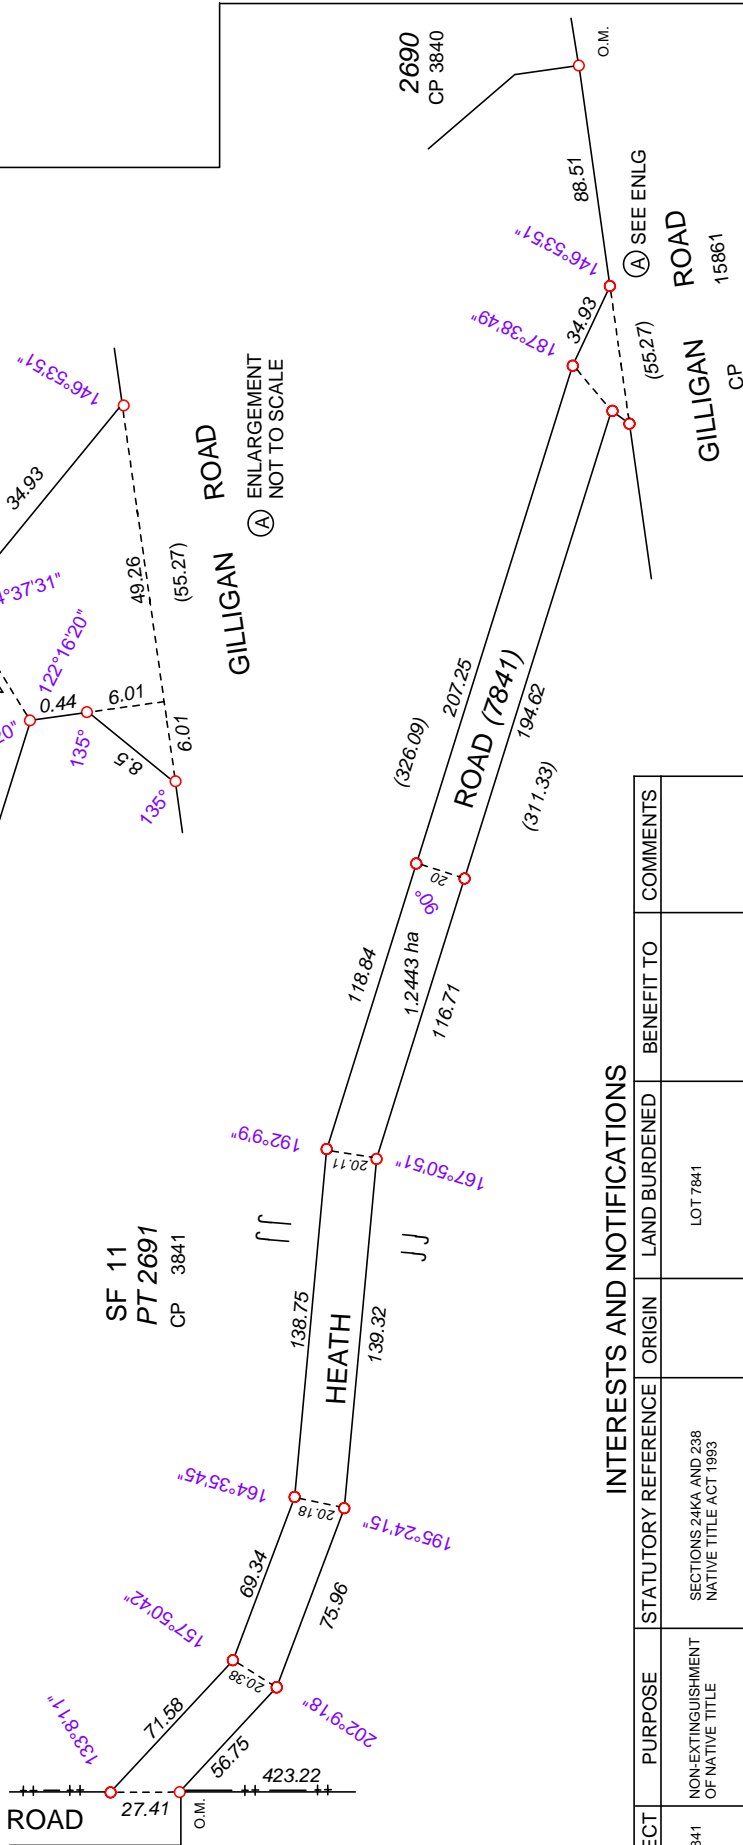 2690
CP 3840
O.M.
88.51
146°53'51"
Ⓐ SEE ENLG
ROAD
15861
187°38'49"
34.93
(55.27)
GILLIGAN
CP
146°53'51"
34.93
Ⓐ ENLARGEMENT
NOT TO SCALE
ROAD
49.26
(55.27)
GILLIGAN
°37'31"
122°16'20"
0.44
6.01
135°
8.5
6.01
135°
207.25
(326.09)
ROAD (7841)
194.62
(311.33)
20
90°
118.84
1.2443 ha
116.71
192°9'9"
20.11
167°50'51"
SF 11
PT 2691
CP 3841
138.75
HEATH
139.32
164°35'45"
20.18
195°24'15"
69.34
75.96
157°50'42"
20.38
202°9'18"
133°8'11"
71.58
56.75
423.22
27.41
O.M.
ROAD
INTERESTS AND NOTIFICATIONS
ECT
PURPOSE
STATUTORY REFERENCE
ORIGIN
LAND BURDENED
BENEFIT TO
COMMENTS
841
NON-EXTINGUISHMENT
OF NATIVE TITLE
SECTIONS 24KA AND 238
NATIVE TITLE ACT 1993
LOT 7841